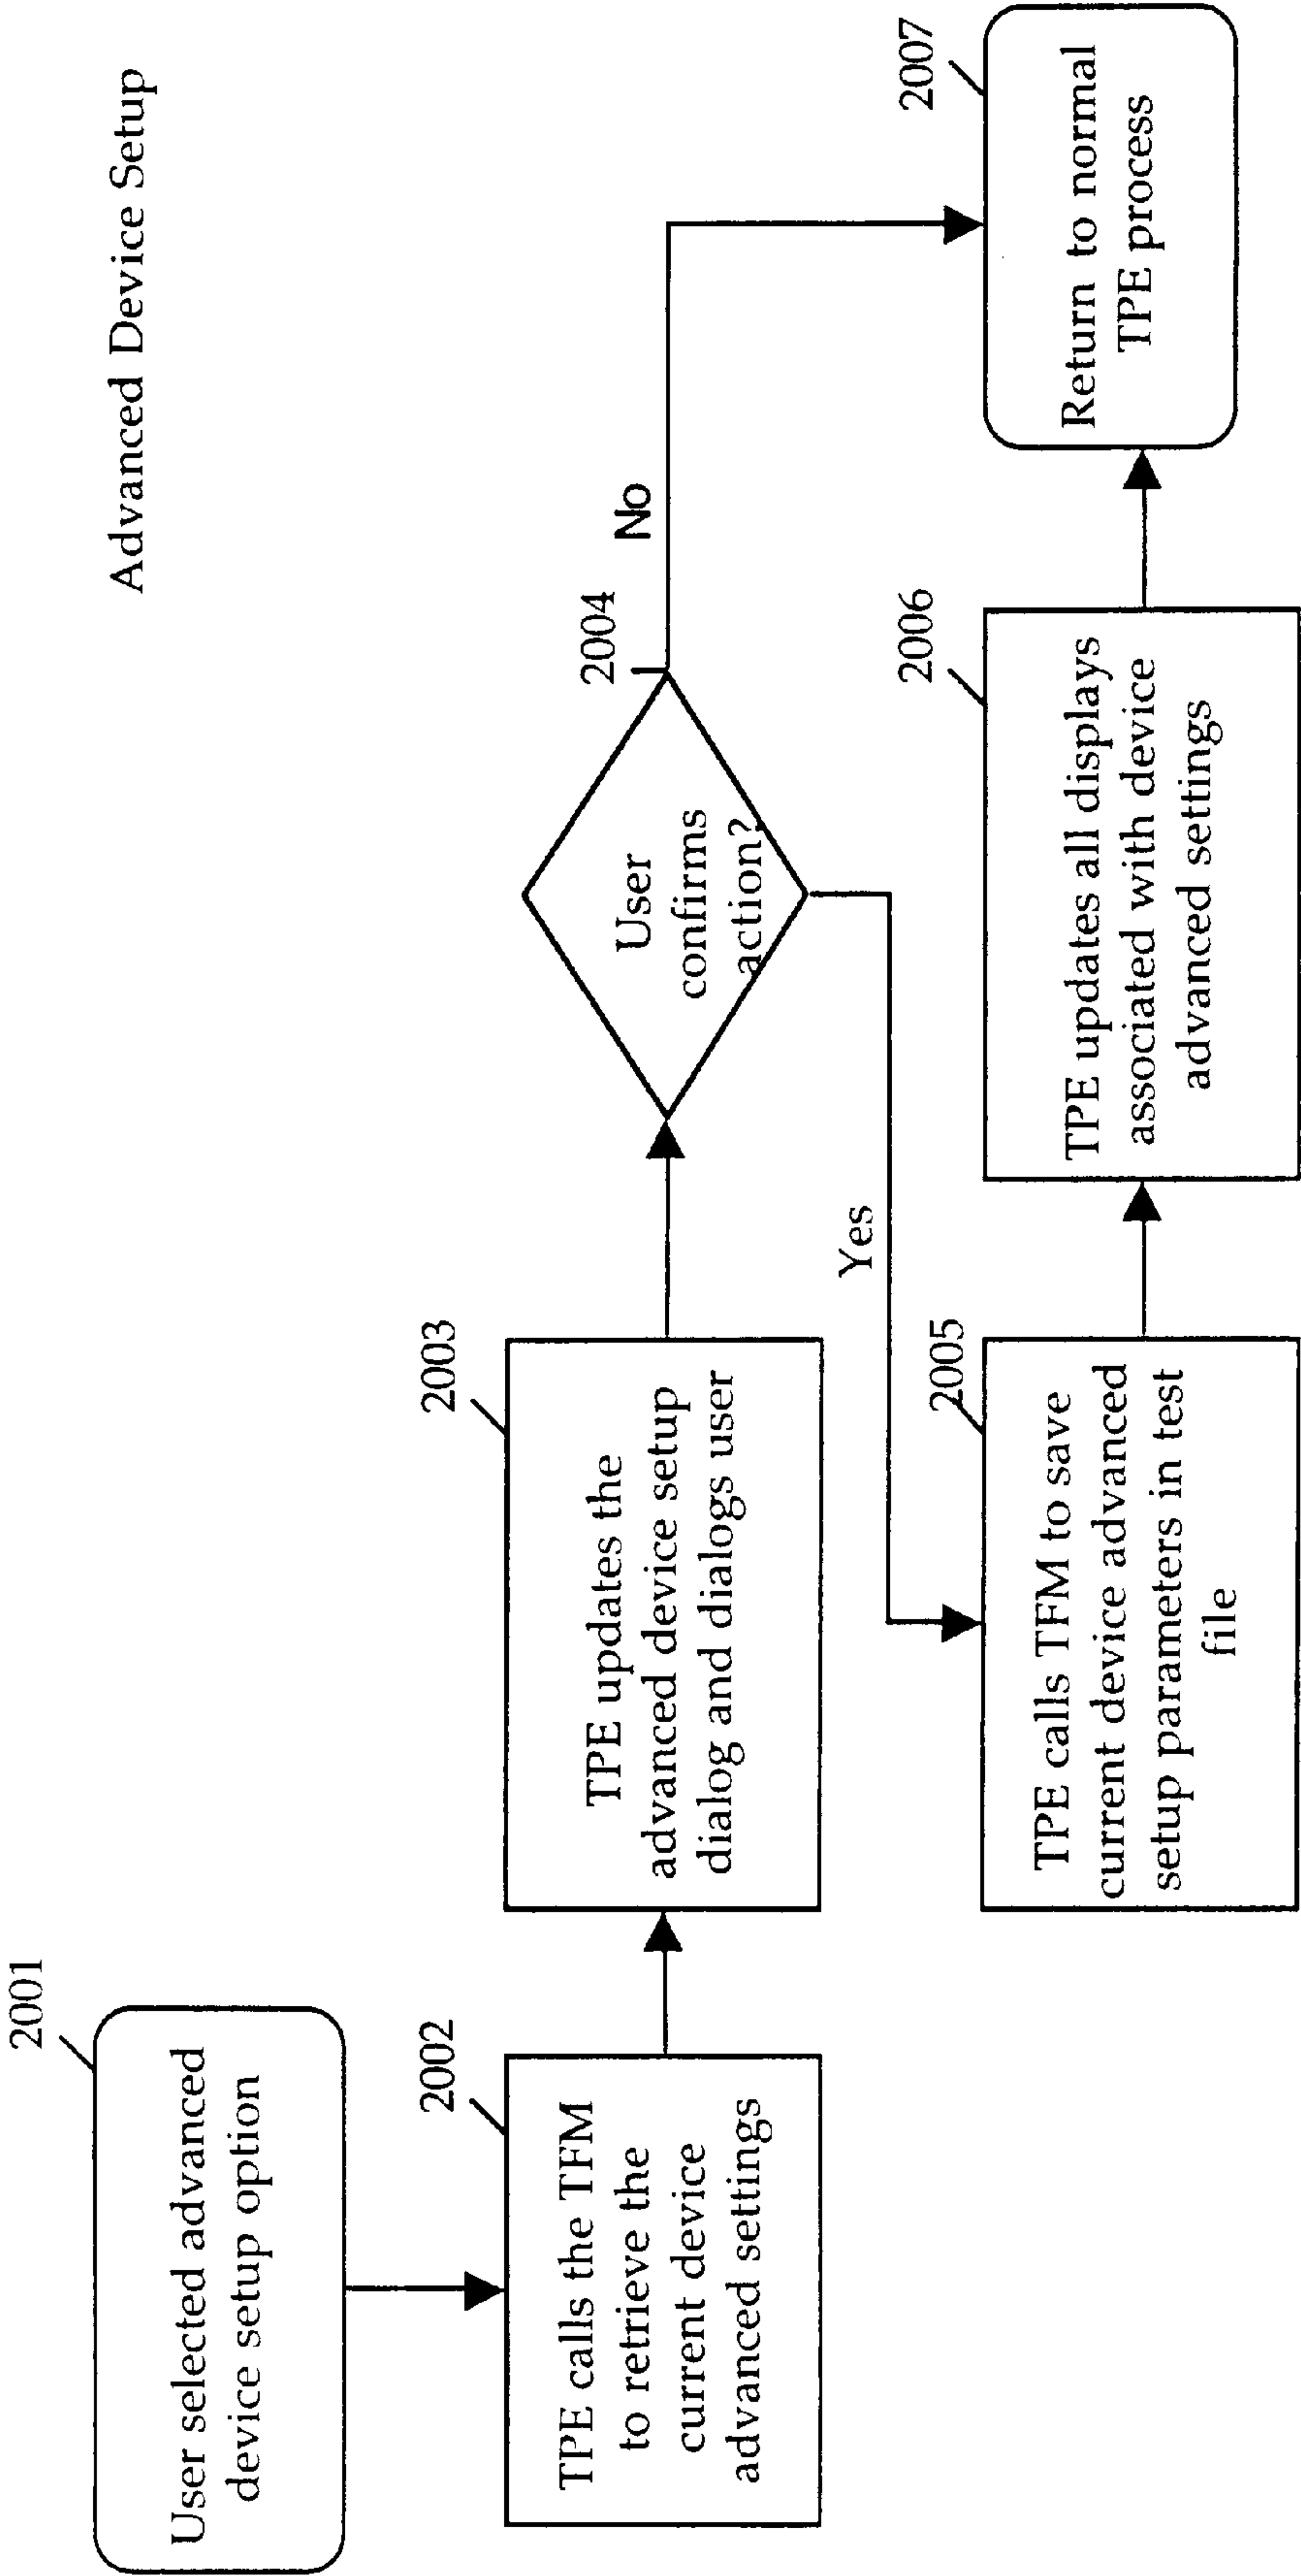 Advanced Device Setup
2001
User selected advanced
device setup option
2002
TPE calls the TFM
to retrieve the
current device
advanced settings
2003
TPE updates the
advanced device setup
dialog and dialogs user
2004
User
confirms
action?
No
Yes
2005
TPE calls TFM to save
current device advanced
setup parameters in test
file
2006
TPE updates all displays
associated with device
advanced settings
2007
Return to normal
TPE process